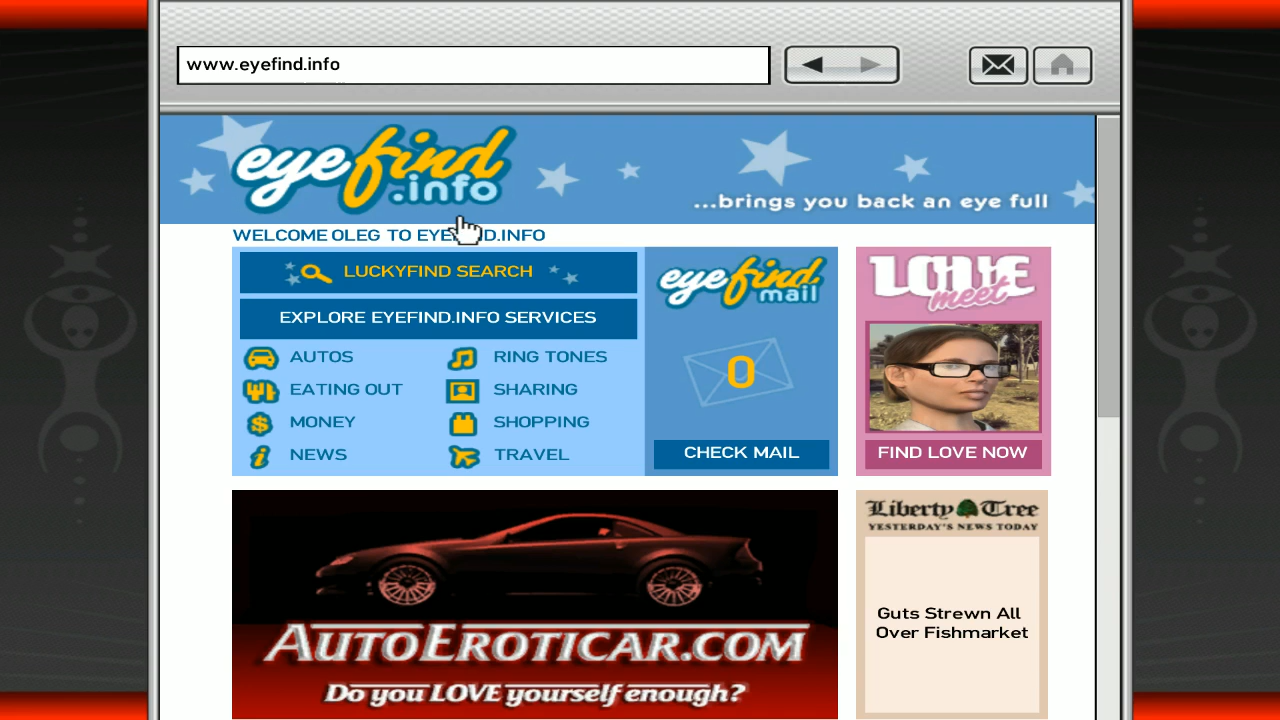 www.eyefind.info
eyefind
.info
...brings you back an eye full
LUCKYFIND SEARCH
EXPLORE EYEFIND.INFO SERVICES
AUTOS
RING TONES
EATING OUT
SHARING
MONEY
SHOPPING
NEWS
TRAVEL
eyefind
mail
0
CHECK MAIL
LOVE
meet
FIND LOVE NOW
AUTOEROTICAR.COM
Do you LOVE yourself enough?
Liberty Tree
YESTERDAY'S NEWS TODAY
Guts Strewn All
Over Fishmarket